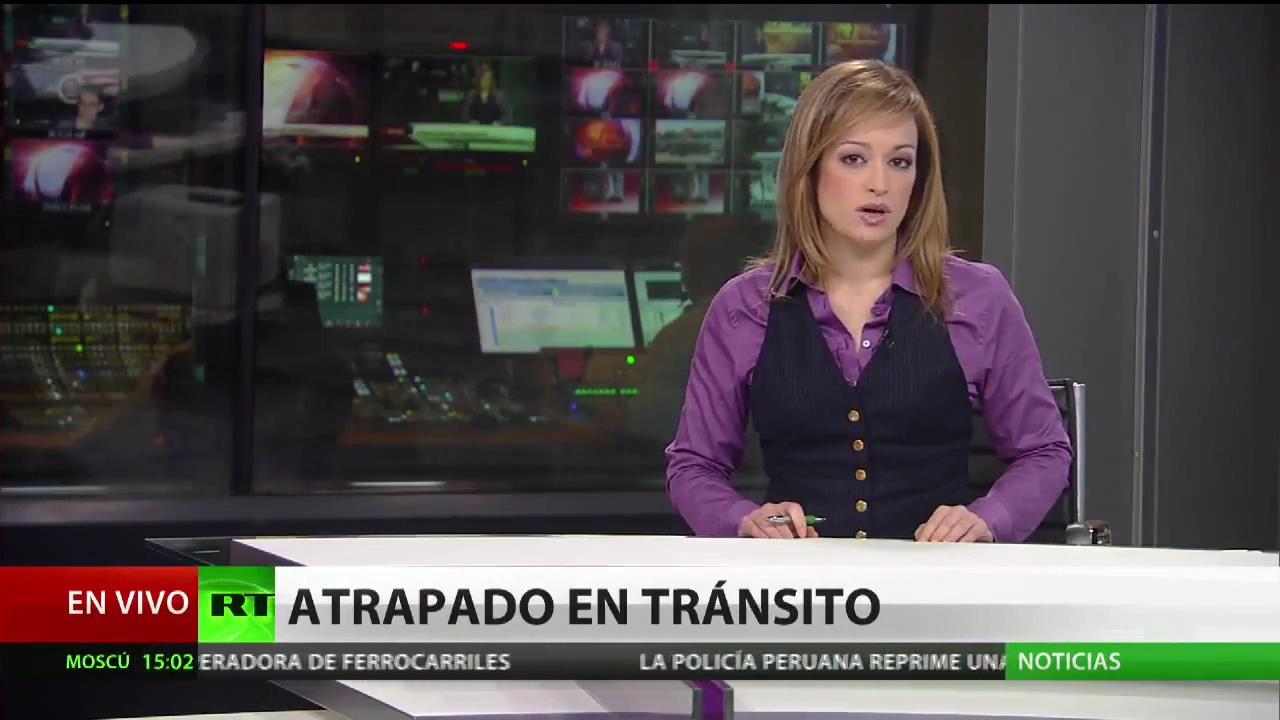 EN VIVO RT ATRAPADO EN TRÁNSITO
MOSCÚ 15:02 ERADORA DE FERROCARRILES LA POLICÍA PERUANA REPRIME UNA NOTICIAS